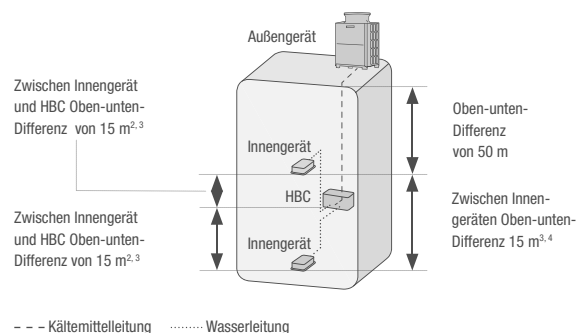 Außengerät
Zwischen Innengerät
und HBC Oben-unten-
Differenz von 15 m2, 3
Oben-unten-
Differenz
von 50 m
Innengerät
HBC
Zwischen Innen-
geräten Oben-unten-
Differenz 15 m3, 4
Zwischen Innengerät
und HBC Oben-unten-
Differenz von 15 m2, 3
Innengerät
– – – Kältemittelleitung ········ Wasserleitung